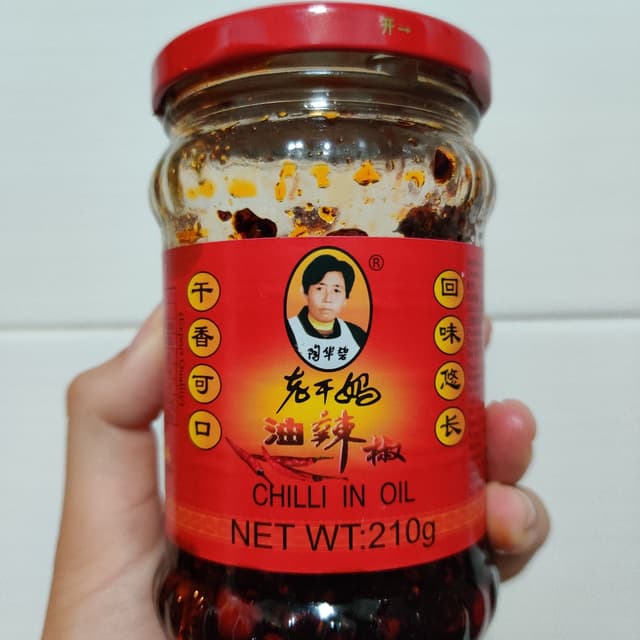 开→
®
陶华碧
干香可口
回味悠长
老干妈
油辣椒
CHILLI IN OIL
NET WT:210g